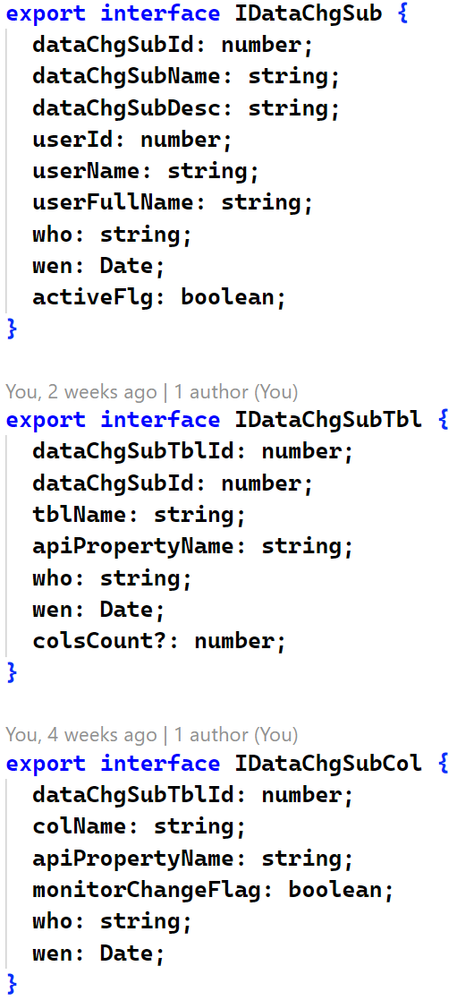 export interface IDataChgSub {
  dataChgSubId: number;
  dataChgSubName: string;
  dataChgSubDesc: string;
  userId: number;
  userName: string;
  userFullName: string;
  who: string;
  wen: Date;
  activeFlg: boolean;
}
You, 2 weeks ago | 1 author (You)
export interface IDataChgSubTbl {
  dataChgSubTblId: number;
  dataChgSubId: number;
  tblName: string;
  apiPropertyName: string;
  who: string;
  wen: Date;
  colsCount?: number;
}
You, 4 weeks ago | 1 author (You)
export interface IDataChgSubCol {
  dataChgSubTblId: number;
  colName: string;
  apiPropertyName: string;
  monitorChangeFlag: boolean;
  who: string;
  wen: Date;
}